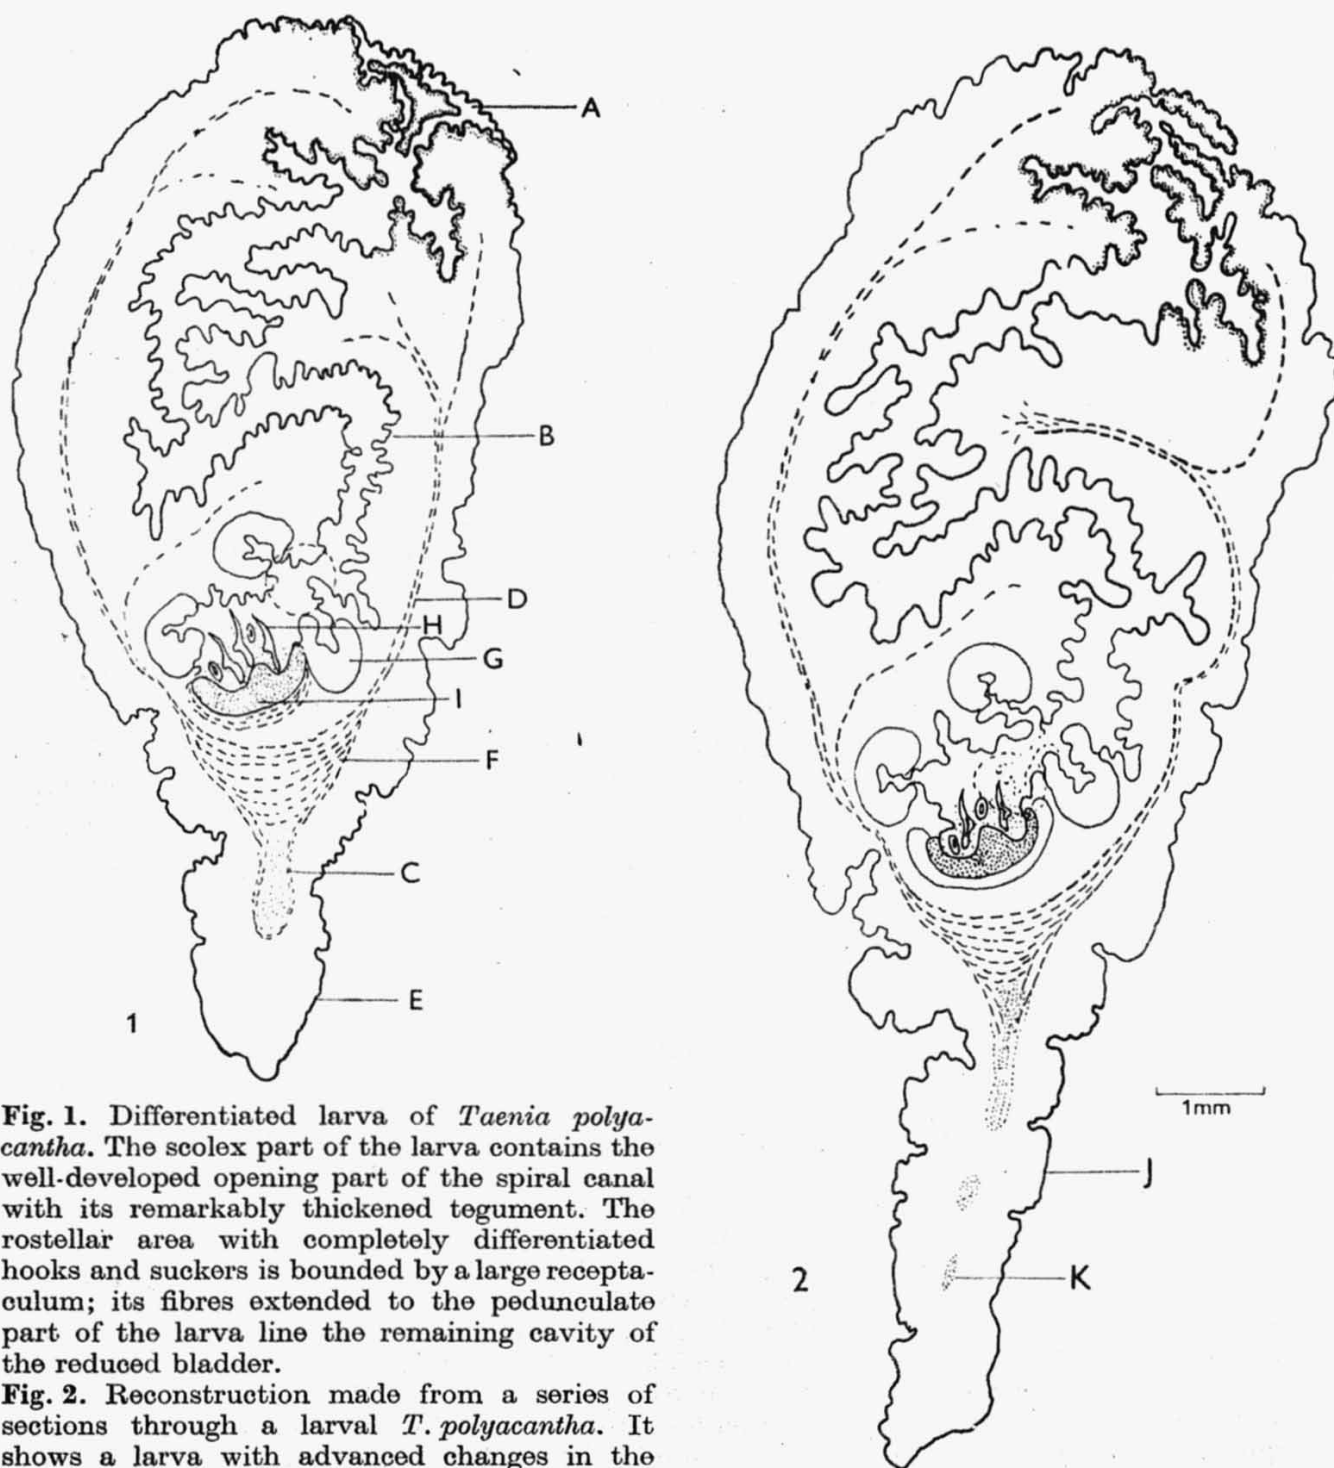 A
B
D
H
G
I
F
C
E
1
Fig. 1. Differentiated larva of Taenia polya-
cantha. The scolex part of the larva contains the
well-developed opening part of the spiral canal
with its remarkably thickened tegument. The
rostellar area with completely differentiated
hooks and suckers is bounded by a large recepta-
culum; its fibres extended to the pedunculate
part of the larva line the remaining cavity of
the reduced bladder.
Fig. 2. Reconstruction made from a series of
sections through a larval T. polyacantha. It
shows a larva with advanced changes in the
1mm
J
2
K